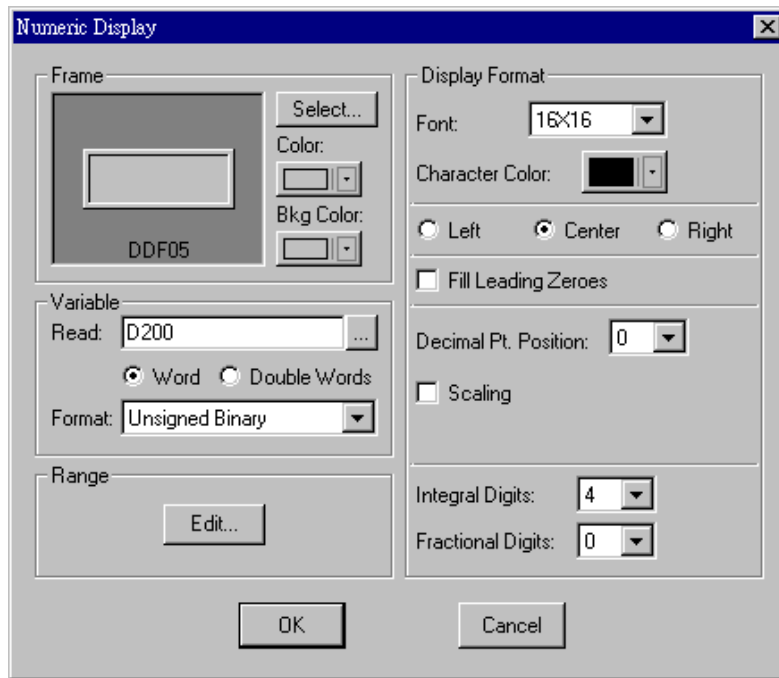 Numeric Display
Frame
Select...
Color:
Bkg Color:
DDF05
Variable
Read: D200 ...
Word Double Words
Format: Unsigned Binary
Range
Edit...
Display Format
Font: 16X16
Character Color:
Left Center Right
Fill Leading Zeroes
Decimal Pt. Position: 0
Scaling
Integral Digits: 4
Fractional Digits: 0
OK Cancel